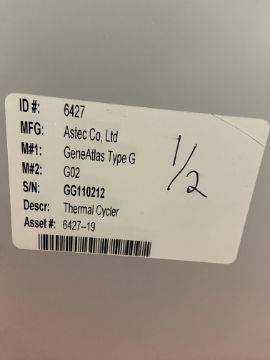 ID #: 6427
MFG: Astec Co, Ltd
M#1: GeneAtlas Type G
M#2: G02
S/N: GG110212
Descr: Thermal Cycler
Asset #: 6427--19
1/2